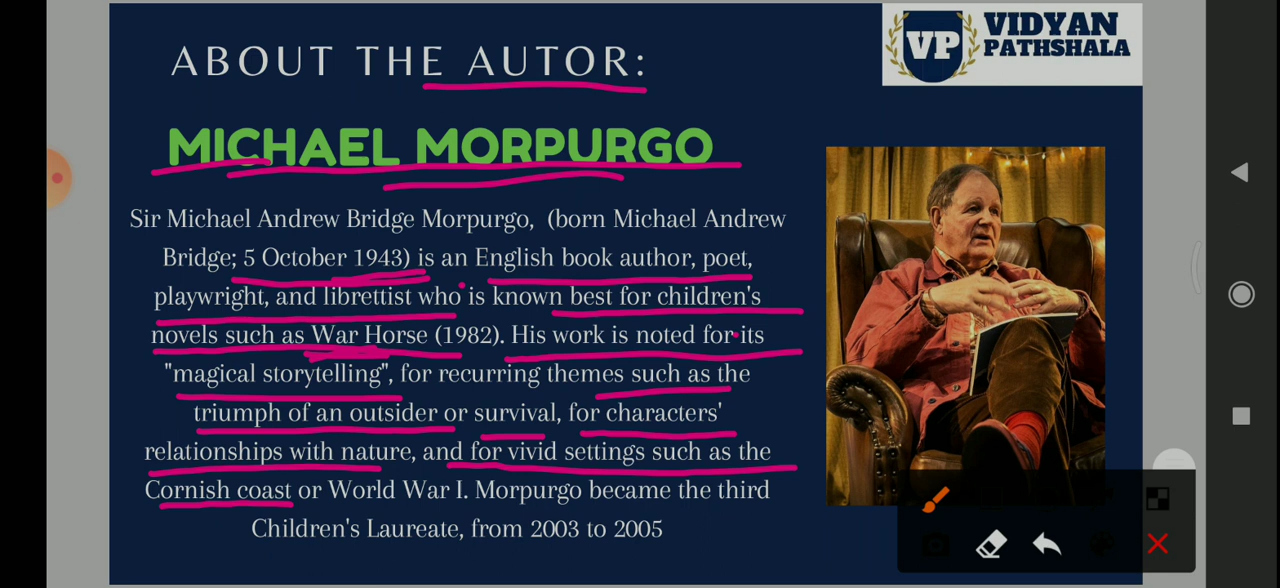 ABOUT THE AUTOR:
VP
VIDYAN
PATHSHALA
MICHAEL MORPURGO
Sir Michael Andrew Bridge Morpurgo, (born Michael Andrew
Bridge; 5 October 1943) is an English book author, poet,
playwright, and librettist who is known best for children's
novels such as War Horse (1982). His work is noted for its
"magical storytelling", for recurring themes such as the
triumph of an outsider or survival, for characters'
relationships with nature, and for vivid settings such as the
Cornish coast or World War I. Morpurgo became the third
Children's Laureate, from 2003 to 2005